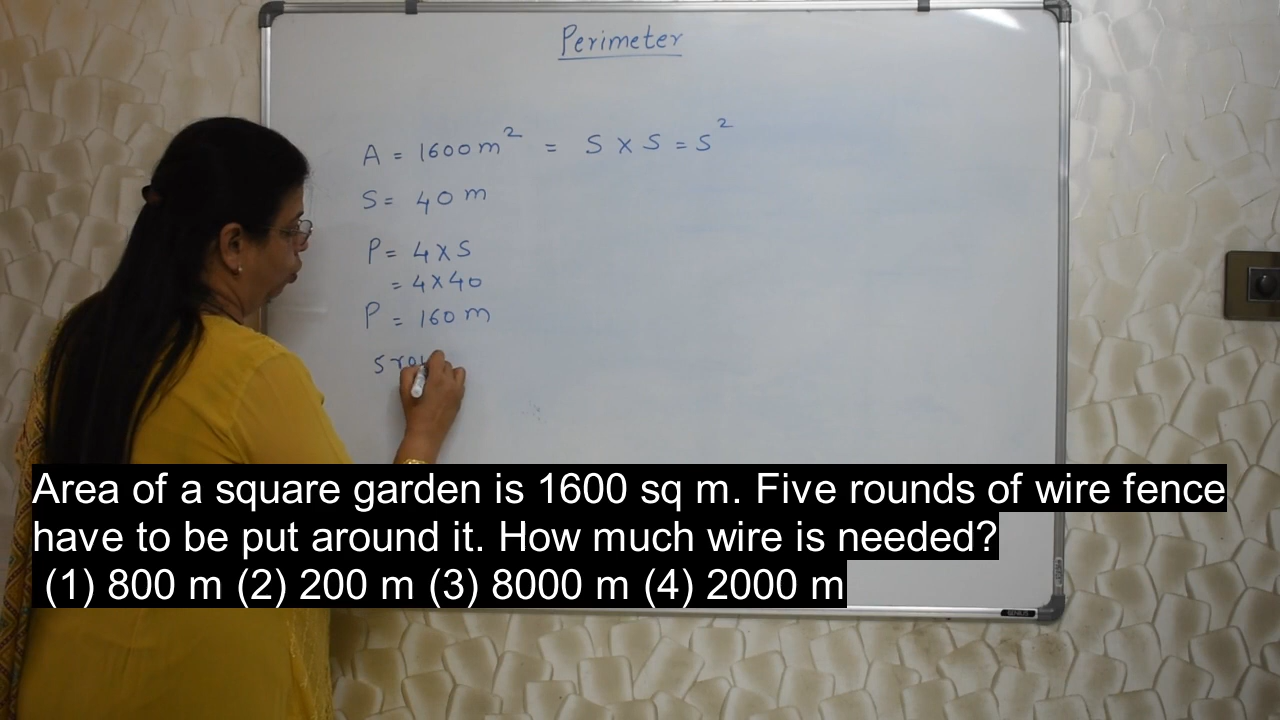 Perimeter
A = 1600 m² = S × S = S²
S = 40 m
P = 4 × S
= 4 × 40
P = 160 m
5
Area of a square garden is 1600 sq m. Five rounds of wire fence
have to be put around it. How much wire is needed?
(1) 800 m (2) 200 m (3) 8000 m (4) 2000 m